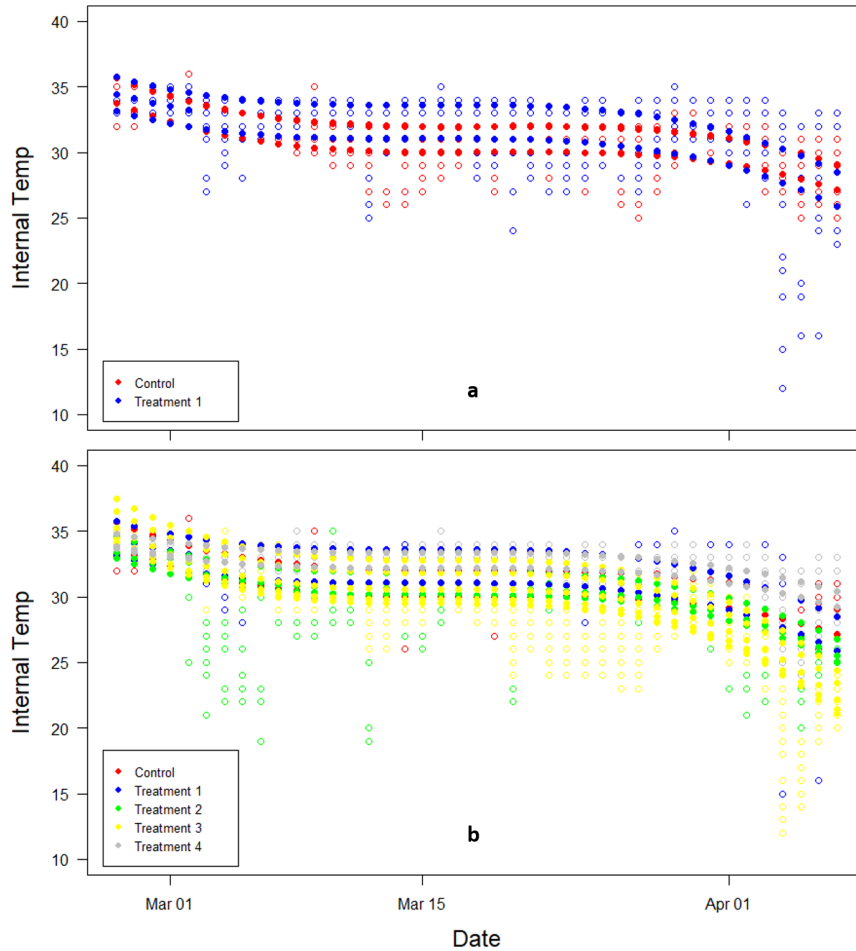 40
35
30
25
20
15
10
Internal Temp
Control
Treatment 1
a
40
35
30
25
20
15
10
Internal Temp
Control
Treatment 1
Treatment 2
Treatment 3
Treatment 4
b
Mar 01
Mar 15
Apr 01
Date